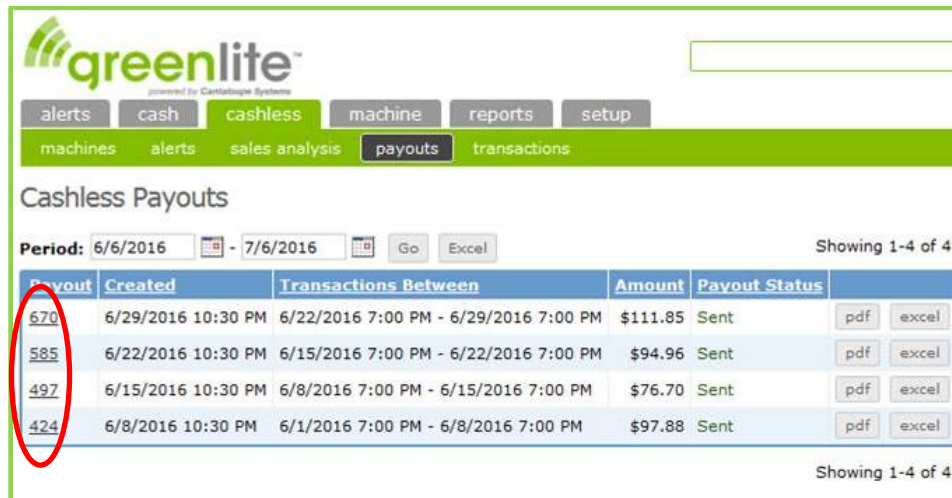 greenlite™
powered by Cantaloupe Systems
alerts cash cashless machine reports setup
machines alerts sales analysis payouts transactions
Cashless Payouts
Period: 6/6/2016 - 7/6/2016 Go Excel Showing 1-4 of 4
Payout Created Transactions Between Amount Payout Status
670 6/29/2016 10:30 PM 6/22/2016 7:00 PM - 6/29/2016 7:00 PM $111.85 Sent pdf excel
585 6/22/2016 10:30 PM 6/15/2016 7:00 PM - 6/22/2016 7:00 PM $94.96 Sent pdf excel
497 6/15/2016 10:30 PM 6/8/2016 7:00 PM - 6/15/2016 7:00 PM $76.70 Sent pdf excel
424 6/8/2016 10:30 PM 6/1/2016 7:00 PM - 6/8/2016 7:00 PM $97.88 Sent pdf excel
Showing 1-4 of 4